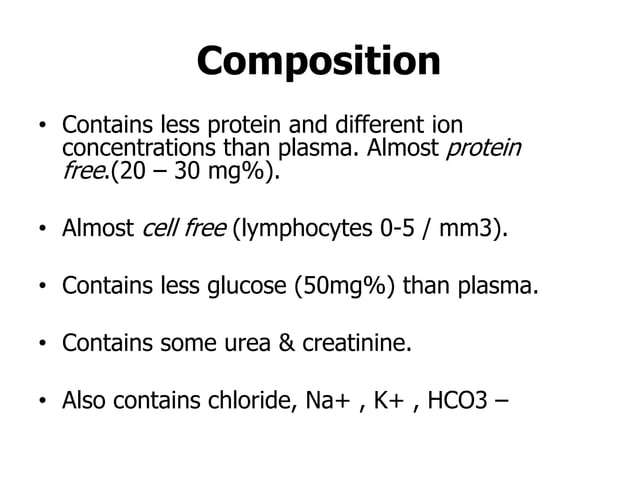 Composition
• Contains less protein and different ion
concentrations than plasma. Almost protein
free.(20 – 30 mg%).
• Almost cell free (lymphocytes 0-5 / mm3).
• Contains less glucose (50mg%) than plasma.
• Contains some urea & creatinine.
• Also contains chloride, Na+ , K+ , HCO3 –